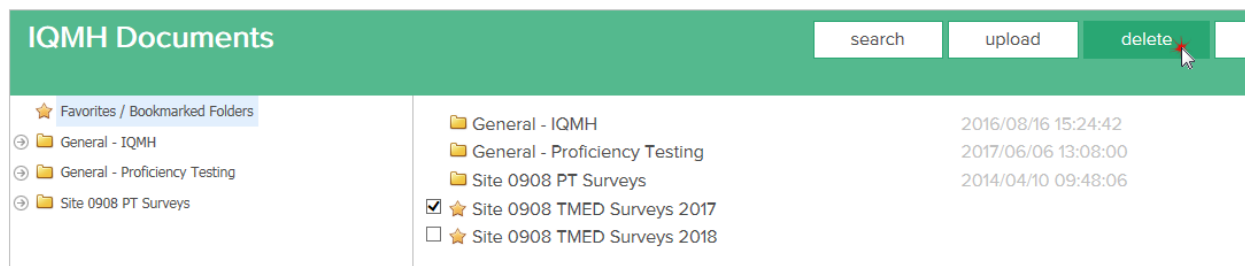 IQMH Documents
search upload delete
Favorites / Bookmarked Folders
General - IQMH
General - Proficiency Testing
Site 0908 PT Surveys
General - IQMH 2016/08/16 15:24:42
General - Proficiency Testing 2017/06/06 13:08:00
Site 0908 PT Surveys 2014/04/10 09:48:06
Site 0908 TMED Surveys 2017
Site 0908 TMED Surveys 2018